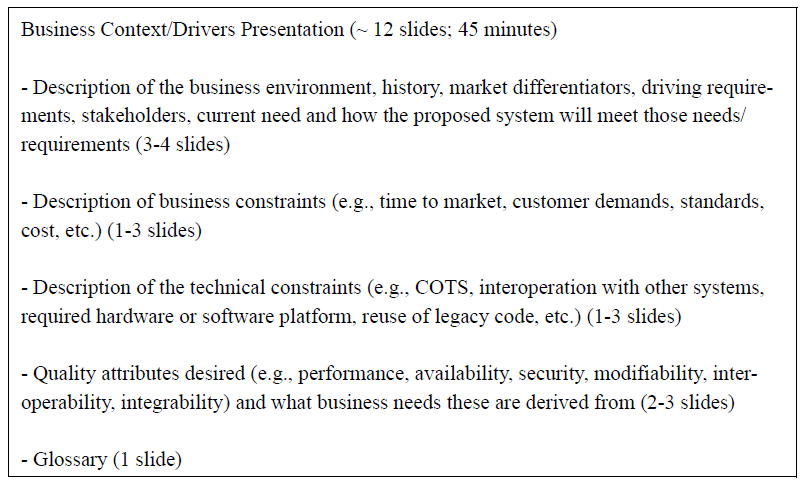 Business Context/Drivers Presentation (~ 12 slides; 45 minutes)
- Description of the business environment, history, market differentiators, driving require-
ments, stakeholders, current need and how the proposed system will meet those needs/
requirements (3-4 slides)
- Description of business constraints (e.g., time to market, customer demands, standards,
cost, etc.) (1-3 slides)
- Description of the technical constraints (e.g., COTS, interoperation with other systems,
required hardware or software platform, reuse of legacy code, etc.) (1-3 slides)
- Quality attributes desired (e.g., performance, availability, security, modifiability, inter-
operability, integrability) and what business needs these are derived from (2-3 slides)
- Glossary (1 slide)